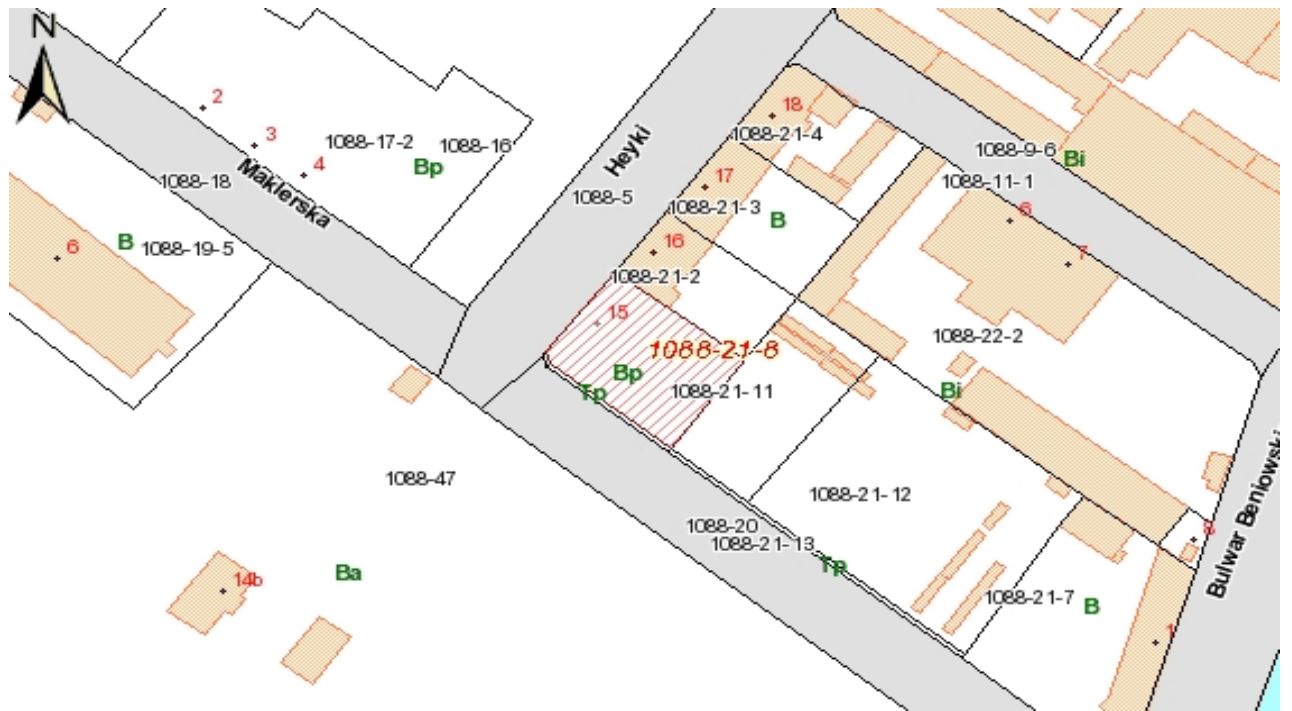 N
2
3
4
1088-17-2
1088-16
Bp
Maklerska
1088-18
6
B
1088-19-5
Heyki
1088-5
18
1088-21-4
17
1088-21-3
B
16
1088-21-2
15
1088-21-8
Bp
Tp
1088-21-11
1088-9-6
Bi
1088-11-1
6
7
1088-22-2
Bi
1088-47
1088-21-12
1088-20
1088-21-13
Tp
14b
Ba
1088-21-7
B
8
1
Bulwar Beniowski